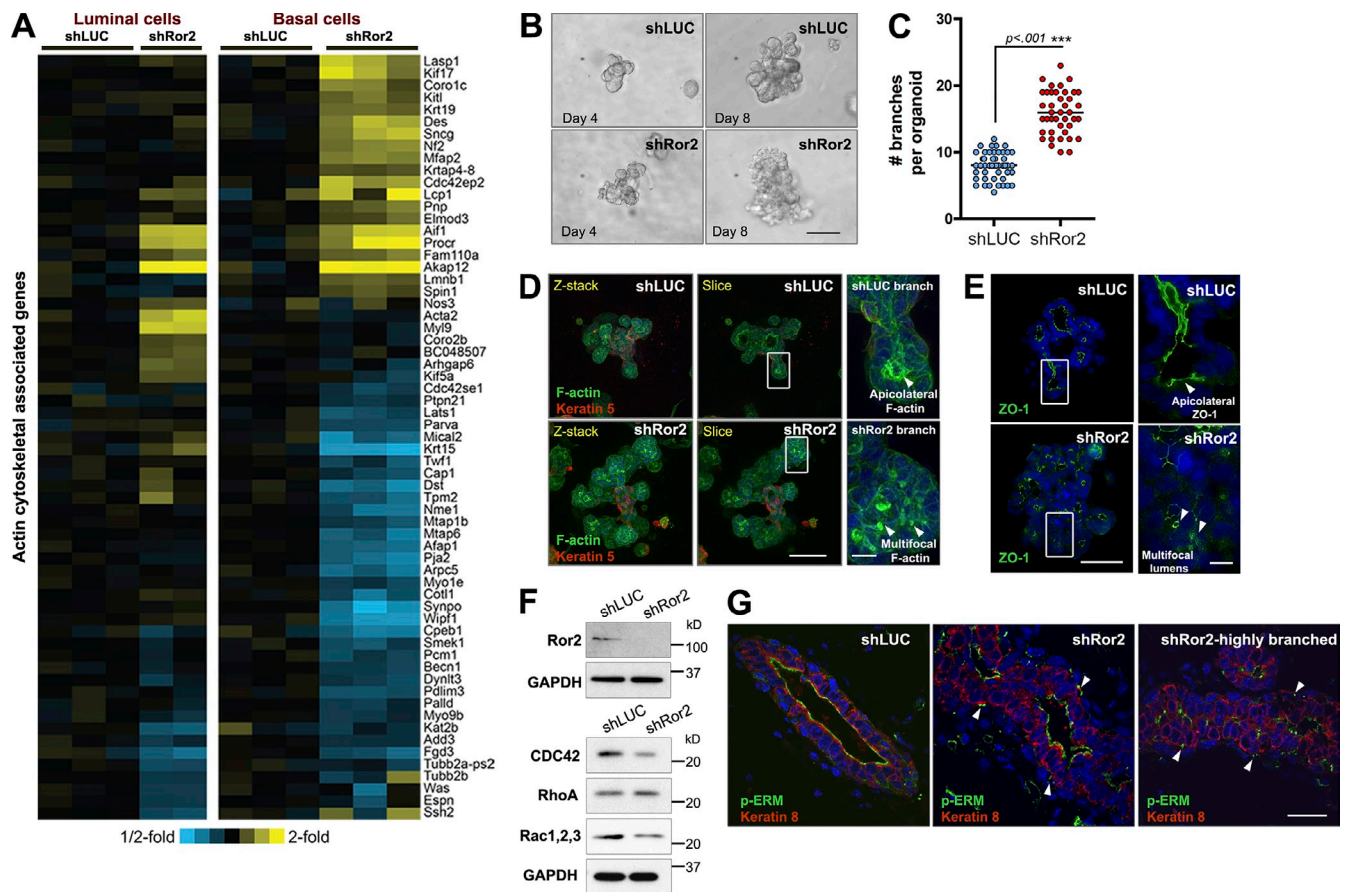 A
Luminal cells
Basal cells
shLUC
shRor2
shLUC
shRor2
Actin cytoskeletal associated genes
Lasp1
Kif17
Coro1c
Kitl
Krt19
Des
Sncg
Nf2
Mfap2
Krtap4-8
Cdc42ep2
Lcp1
Pnp
Elmod3
Aif1
Procr
Fam110a
Akap12
Lmnb1
Spin1
Nos3
Acta2
Myl9
Coro2b
BC048507
Arhgap6
Kif5a
Cdc42se1
Ptpn21
Lats1
Parva
Mical2
Krt15
Twf1
Cap1
Dst
Tpm2
Nme1
Mtap1b
Mtap6
Afap1
Pja2
Arpc5
Myo1e
Cotl1
Synpo
Wipf1
Cpeb1
Smek1
Pcm1
Becn1
Dynlt3
Pdlim3
Palld
Myo9b
Kat2b
Add3
Fgd3
Tubb2a-ps2
Tubb2b
Was
Espn
Ssh2
1/2-fold
2-fold
B
shLUC
Day 4
shLUC
Day 8
shRor2
Day 4
shRor2
Day 8
C
# branches
per organoid
30
20
10
0
p<.001 ***
shLUC
shRor2
D
Z-stack
shLUC
F-actin
Keratin 5
Slice
shLUC
shLUC branch
Apicolateral
F-actin
Z-stack
shRor2
F-actin
Keratin 5
Slice
shRor2
shRor2 branch
Multifocal
F-actin
E
shLUC
ZO-1
shLUC
Apicolateral
ZO-1
shRor2
ZO-1
shRor2
Multifocal
lumens
F
shLUC
shRor2
kD
Ror2
100
37
GAPDH
shLUC
shRor2
kD
CDC42
20
RhoA
20
Rac1,2,3
20
37
GAPDH
G
shLUC
p-ERM
Keratin 8
shRor2
p-ERM
Keratin 8
shRor2-highly branched
p-ERM
Keratin 8